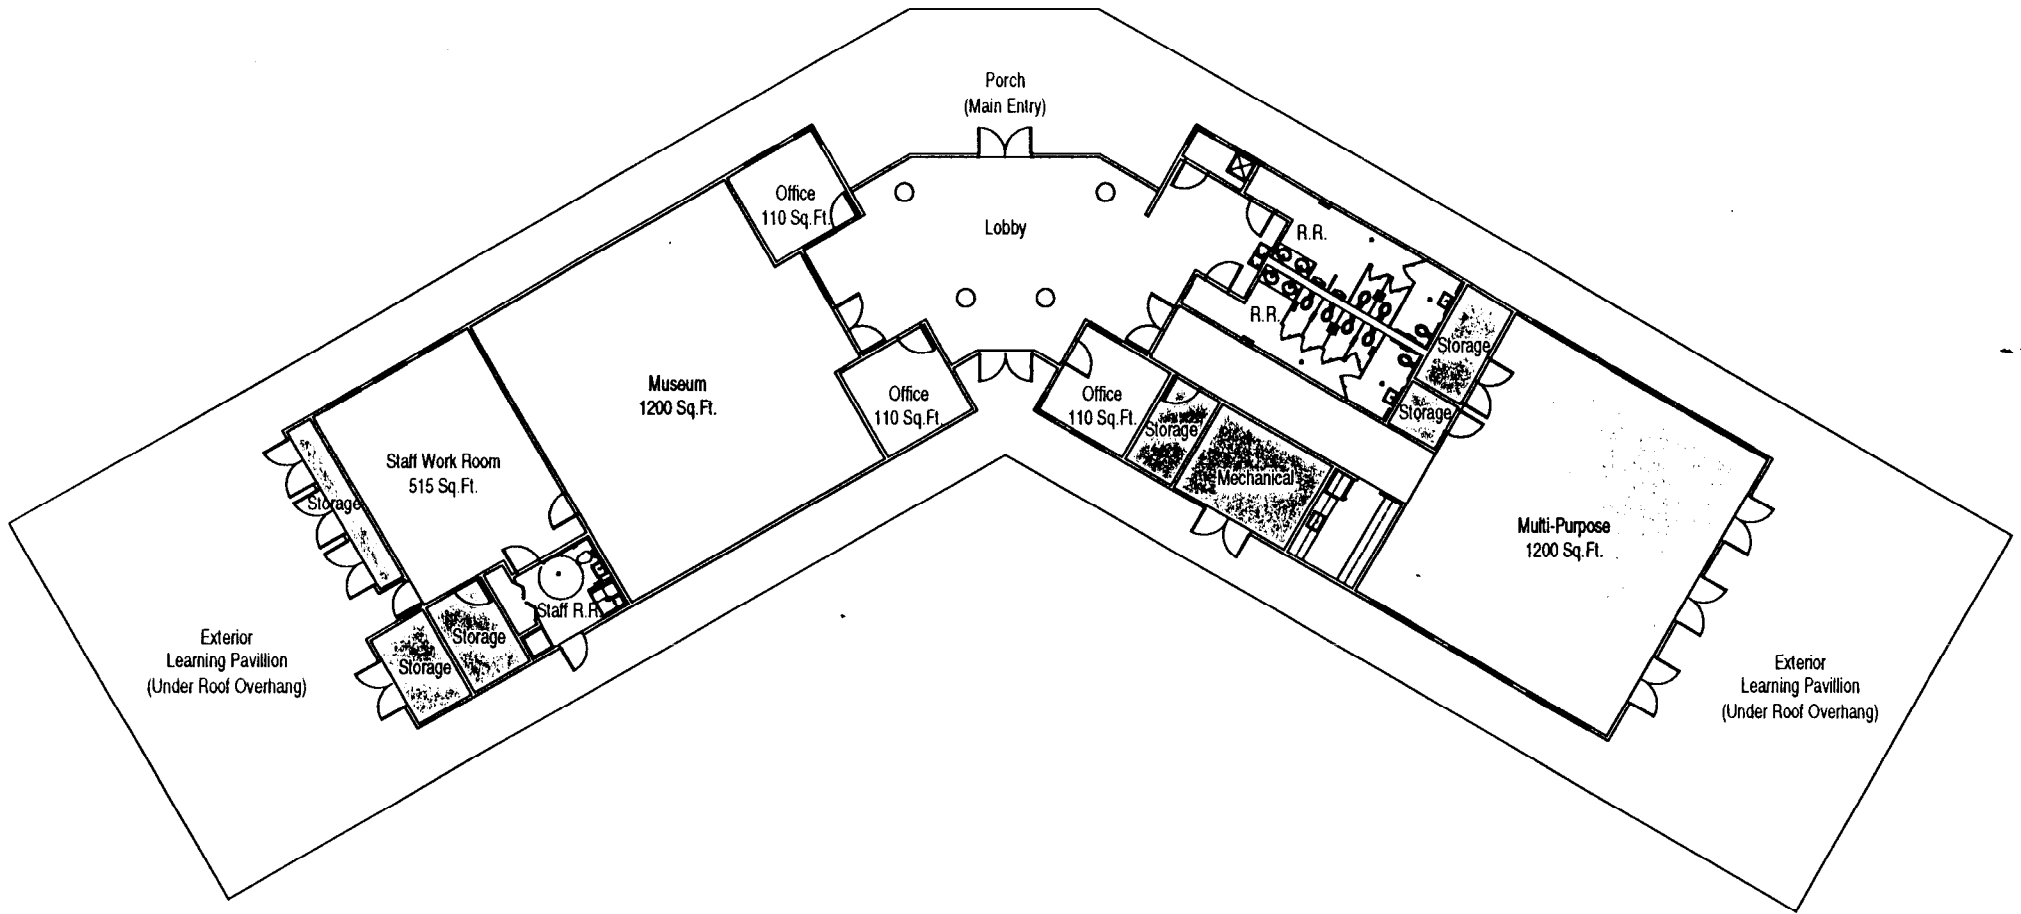 Porch
(Main Entry)
Office
110 Sq.Ft.
Lobby
R.R.
R.R.
Storage
Storage
Museum
1200 Sq.Ft.
Office
110 Sq.Ft.
Office
110 Sq.Ft.
Storage
Mechanical
Staff Work Room
515 Sq.Ft.
Storage
Multi-Purpose
1200 Sq.Ft.
Staff R.R.
Storage
Storage
Exterior
Learning Pavillion
(Under Roof Overhang)
Exterior
Learning Pavillion
(Under Roof Overhang)